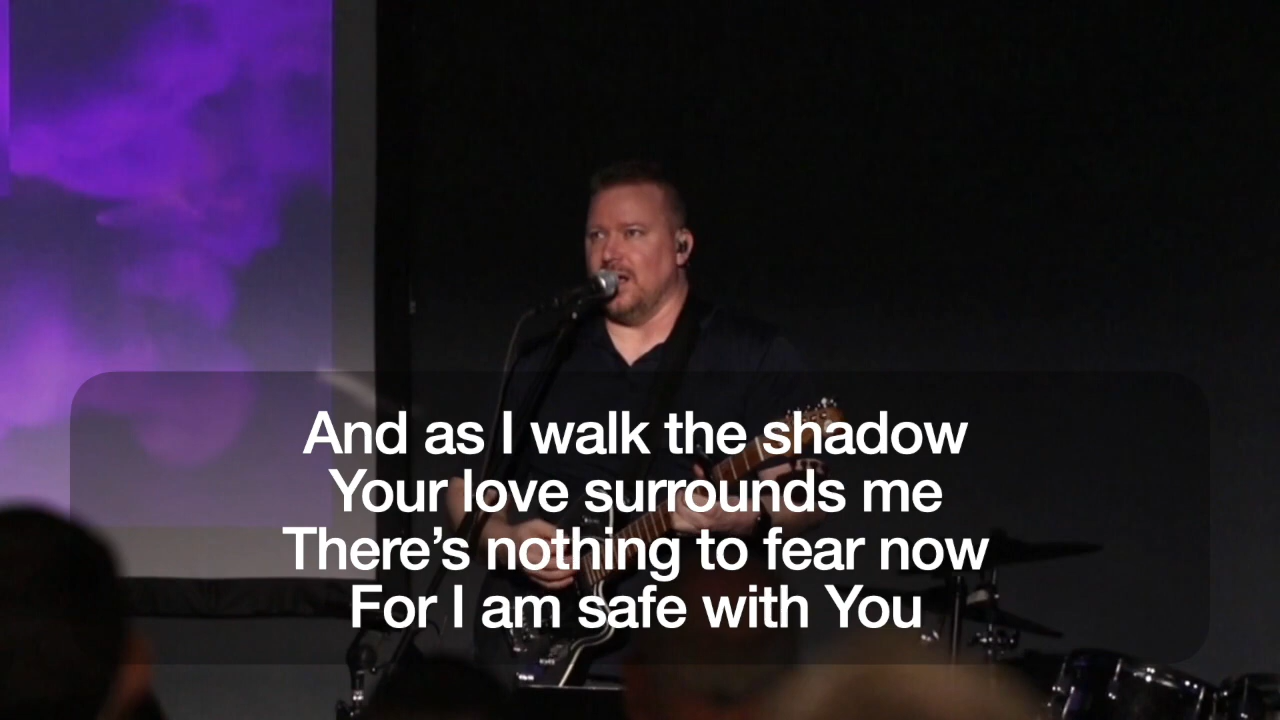 And as I walk the shadow
Your love surrounds me
There’s nothing to fear now
For I am safe with You